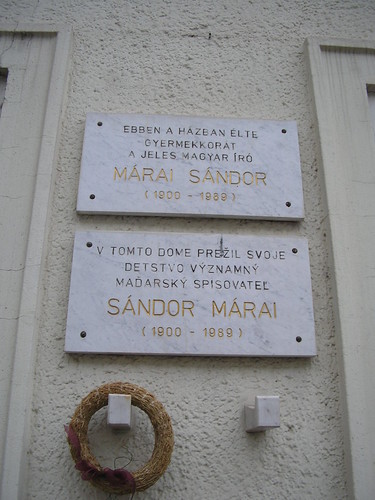 ÉBBEN A HÁZBAN ÉLTE
GYERMEKKORÁT
A JELES MAGYAR ÍRÓ
MÁRAI SÁNDOR
(1900 - 1989)
V TOMTO DOME PREŽIL SVOJE
DETSTVO VÝZNAMNÝ
MAĎARSKÝ SPISOVATEĽ
SÁNDOR MÁRAI
(1900 - 1989)